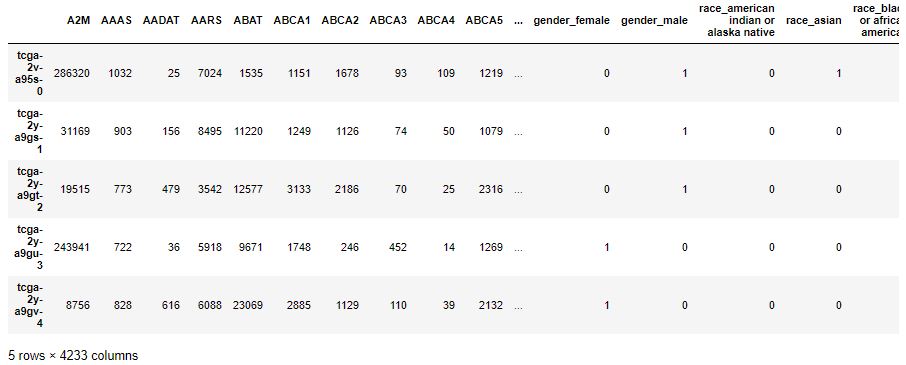 A2M AAAS AADAT AARS ABAT ABCA1 ABCA2 ABCA3 ABCA4 ABCA5 ... gender_female gender_male race_american indian or alaska native race_asian race_bla or africa america
tcga-2v-a95s-0 286320 1032 25 7024 1535 1151 1678 93 109 1219 ... 0 1 0 1
tcga-2y-a9gs-1 31169 903 156 8495 11220 1249 1126 74 50 1079 ... 0 1 0 0
tcga-2y-a9gt-2 19515 773 479 3542 12577 3133 2186 70 25 2316 ... 0 1 0 0
tcga-2y-a9gu-3 243941 722 36 5918 9671 1748 246 452 14 1269 ... 1 0 0 0
tcga-2y-a9gv-4 8756 828 616 6088 23069 2885 1129 110 39 2132 ... 1 0 0 0
5 rows × 4233 columns